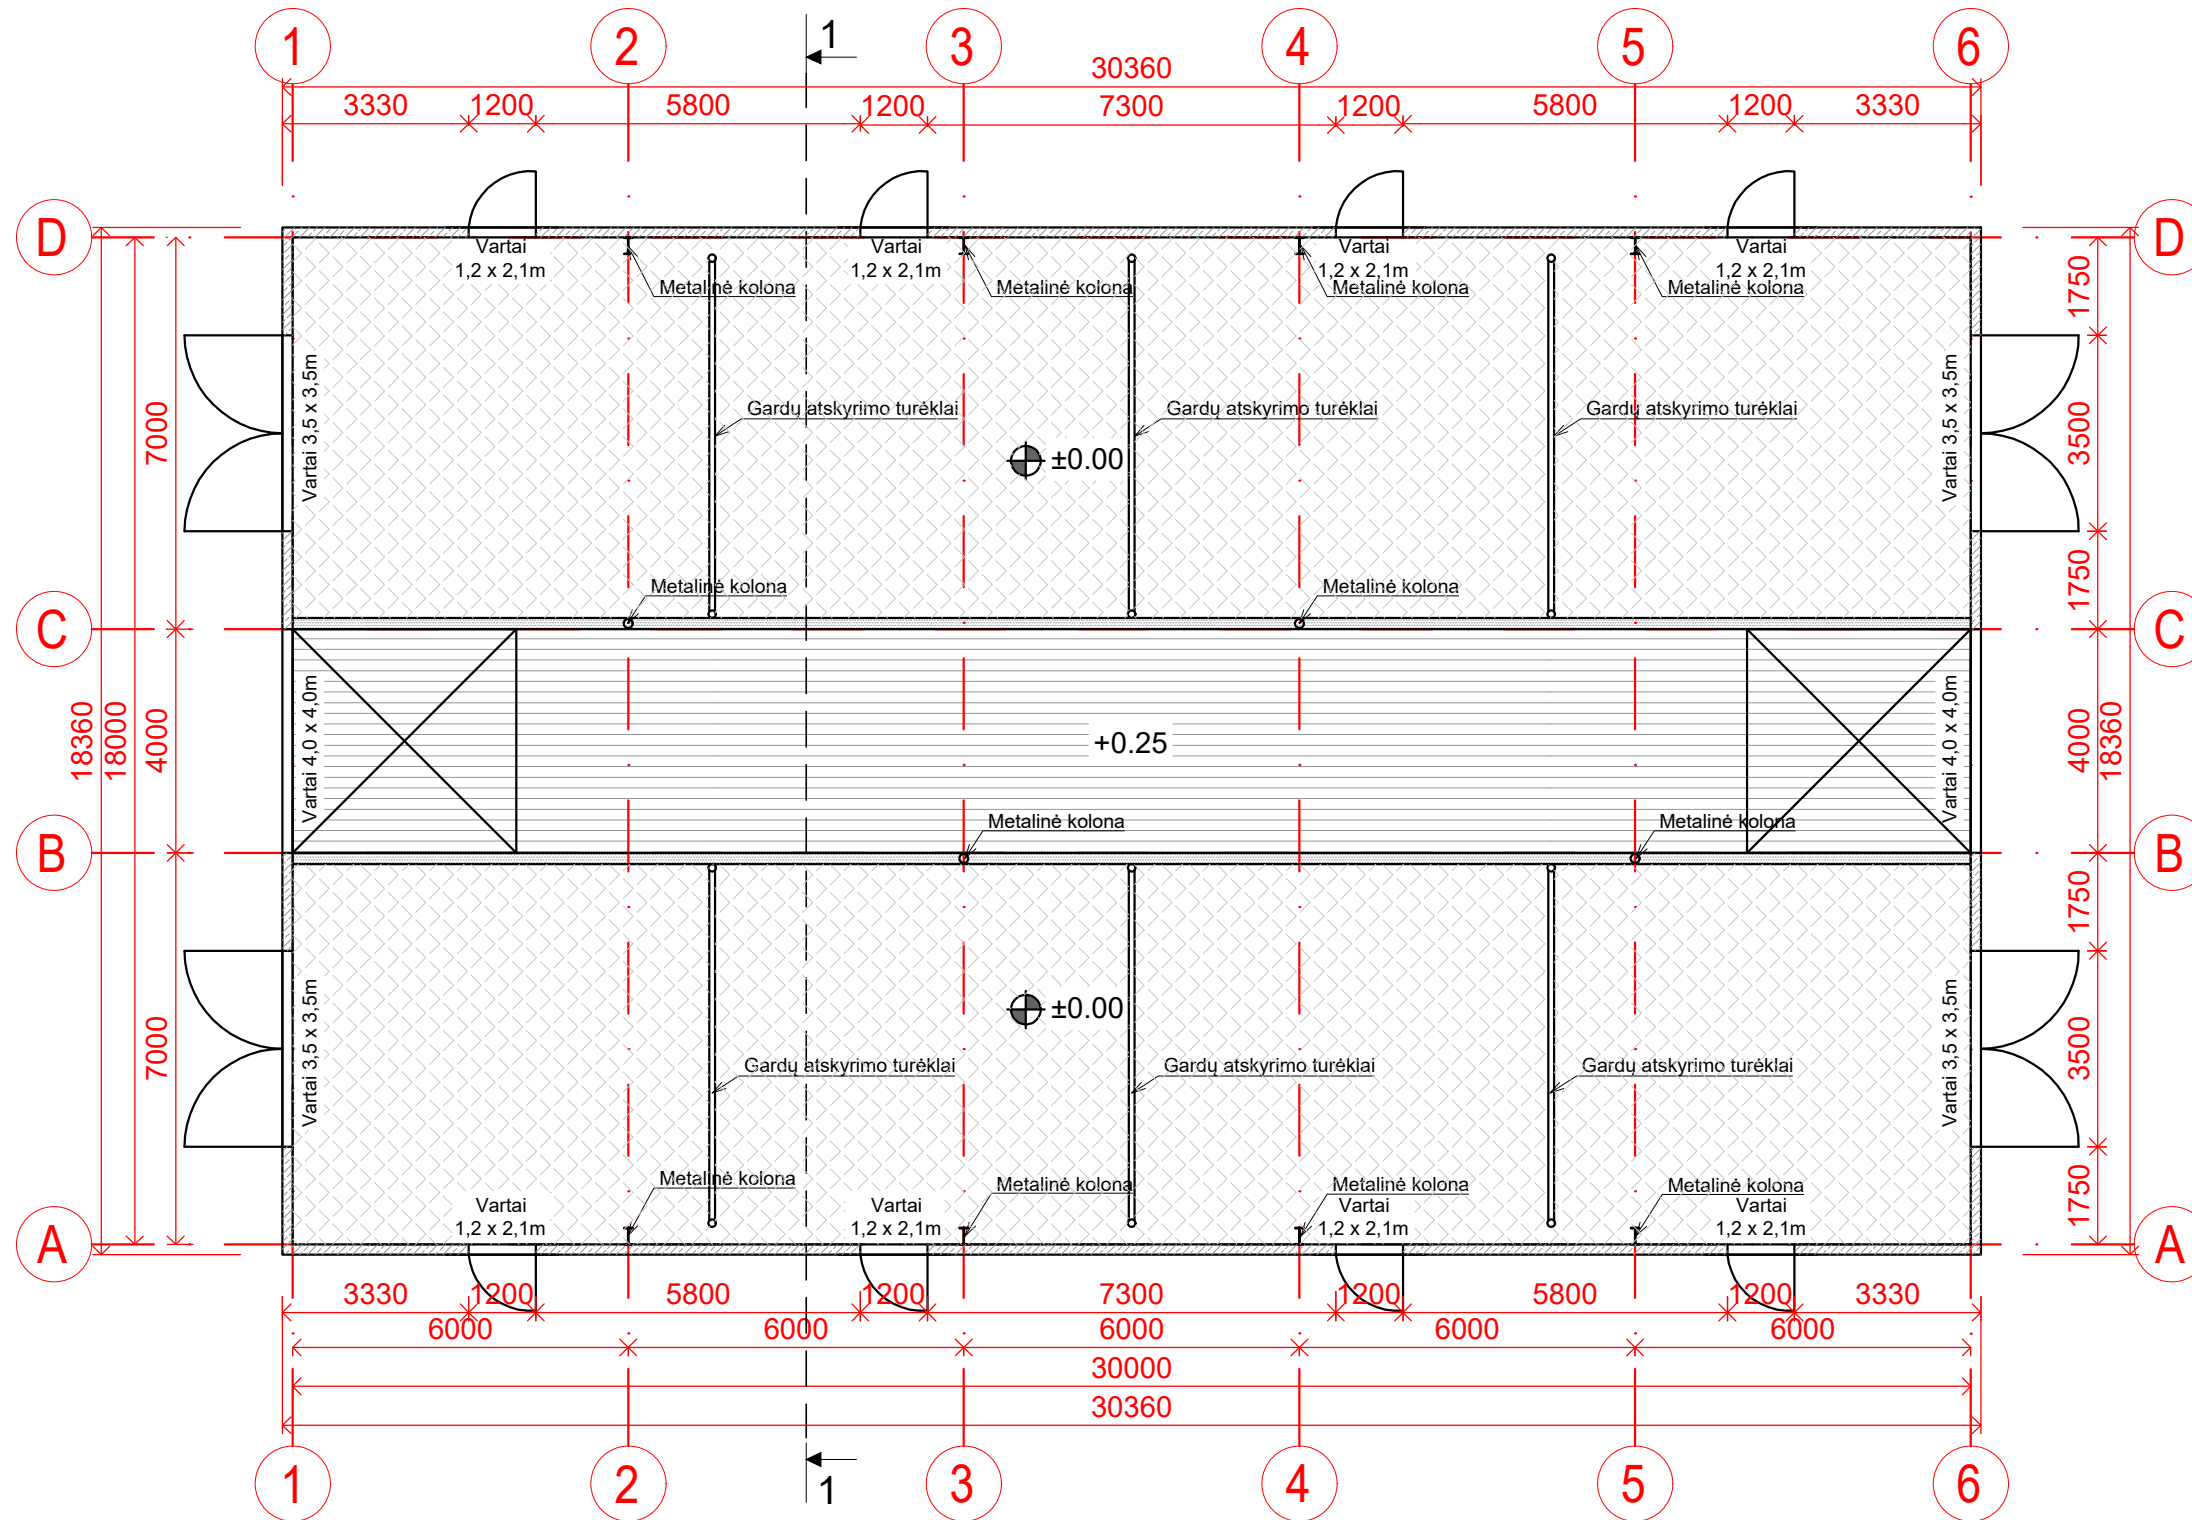 1 2 1 3 4 5 6
30360
3330 1200 5800 1200 7300 1200 5800 1200 3330
D D
Vartai Vartai Vartai Vartai
1,2 x 2,1m 1,2 x 2,1m 1,2 x 2,1m 1,2 x 2,1m
Metalinė kolona Metalinė kolona Metalinė kolona Metalinė kolona
1750
Vartai 3,5 x 3,5m Vartai 3,5 x 3,5m
7000 3500
Gardų atskyrimo turėklai Gardų atskyrimo turėklai Gardų atskyrimo turėklai
±0.00
1750
Metalinė kolona Metalinė kolona
C C
18360 18000 4000 Vartai 4,0 x 4,0m +0.25 Vartai 4,0 x 4,0m 4000 18360
Metalinė kolona Metalinė kolona
B B
1750
±0.00
7000 Vartai 3,5 x 3,5m Vartai 3,5 x 3,5m 3500
Gardų atskyrimo turėklai Gardų atskyrimo turėklai Gardų atskyrimo turėklai
1750
Metalinė kolona Metalinė kolona Metalinė kolona Metalinė kolona
Vartai Vartai Vartai Vartai
1,2 x 2,1m 1,2 x 2,1m 1,2 x 2,1m 1,2 x 2,1m
A A
3330 1200 5800 1200 7300 1200 5800 1200 3330
6000 6000 6000 6000 6000
30000
30360
1 2 1 3 4 5 6